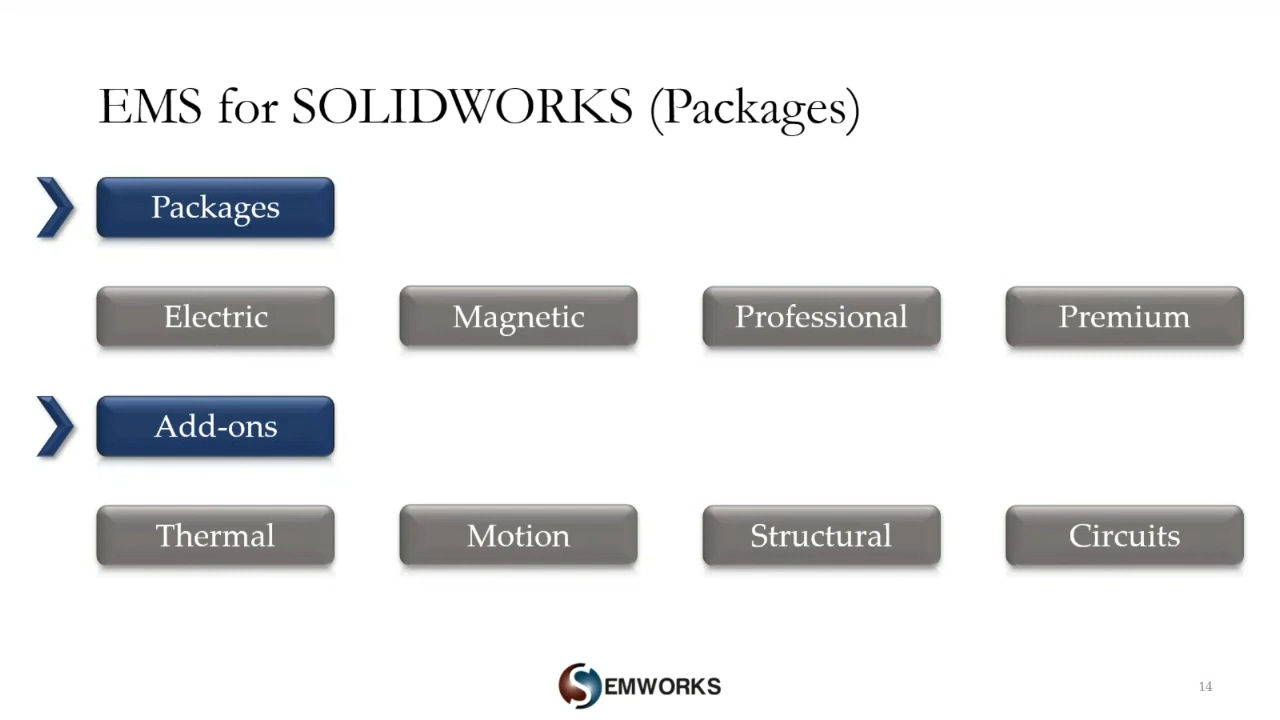 EMS for SOLIDWORKS (Packages)
Packages
Electric
Magnetic
Professional
Premium
Add-ons
Thermal
Motion
Structural
Circuits
EMWORKS
14